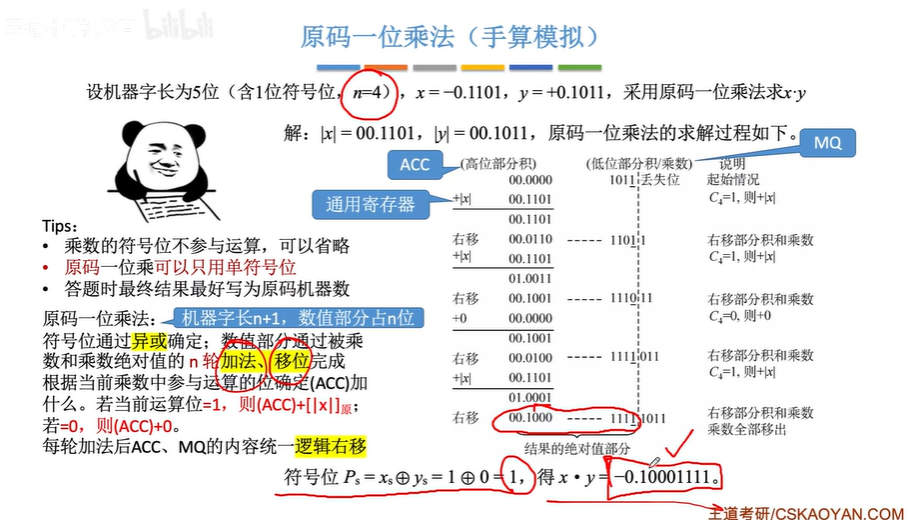 bilibili
原码一位乘法（手算模拟）
设机器字长为5位（含1位符号位，n=4），x = −0.1101，y = +0.1011，采用原码一位乘法求x·y
解：|x| = 00.1101，|y| = 00.1011，原码一位乘法的求解过程如下。
MQ
ACC
(高位部分积) (低位部分积/乘数) 说明
00.0000 1011 丢失位 起始情况
通用寄存器
+|x| 00.1101 C₄=1, 则+|x|
00.1101
右移 00.0110 ----- 1101 1 右移部分积和乘数
+|x| 00.1101 C₄=1, 则+|x|
01.0011
右移 00.1001 ----- 1110 11 右移部分积和乘数
+0 00.0000 C₄=0, 则+0
00.1001
右移 00.0100 ----- 1111 011 右移部分积和乘数
+|x| 00.1101 C₄=1, 则+|x|
01.0001
右移 00.1000 ----- 1111 1011 右移部分积和乘数
乘数全部移出
结果的绝对值部分
Tips：
• 乘数的符号位不参与运算，可以省略
• 原码一位乘可以只用单符号位
• 答题时最终结果最好写为原码机器数
原码一位乘法：
机器字长n+1，数值部分占n位
符号位通过异或确定；数值部分通过被乘
数和乘数绝对值的 n 轮加法、移位完成
根据当前乘数中参与运算的位确定(ACC)加
什么。若当前运算位=1，则(ACC)+[|x|]原；
若=0，则(ACC)+0。
每轮加法后ACC、MQ的内容统一逻辑右移
符号位 Pₛ = xₛ⊕yₛ = 1 ⊕ 0 = 1，得 x · y = −0.10001111。
王道考研/CSKAOYAN.COM